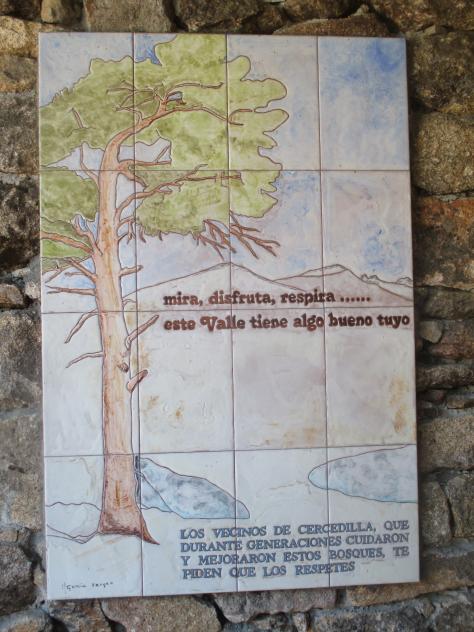 mira, disfruta, respira ......
este Valle tiene algo bueno tuyo
LOS VECINOS DE CERCEDILLA, QUE
DURANTE GENERACIONES CUIDARON
Y MEJORARON ESTOS BOSQUES, TE
PIDEN QUE LOS RESPETES